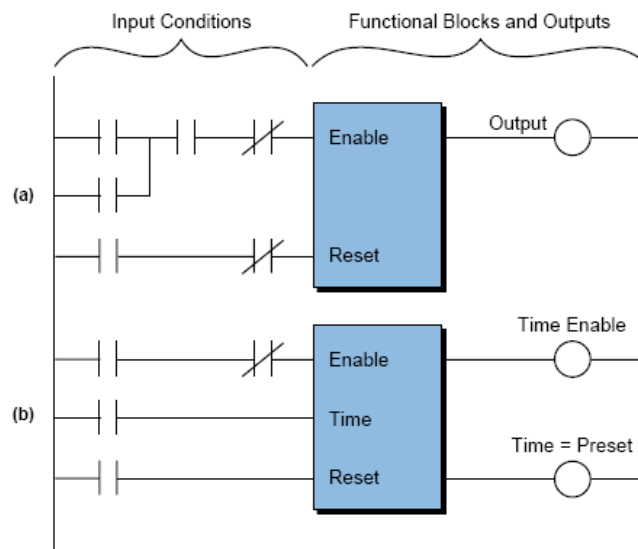 Input Conditions
Functional Blocks and Outputs
(a)
Enable
Output
Reset
(b)
Enable
Time Enable
Time
Reset
Time = Preset